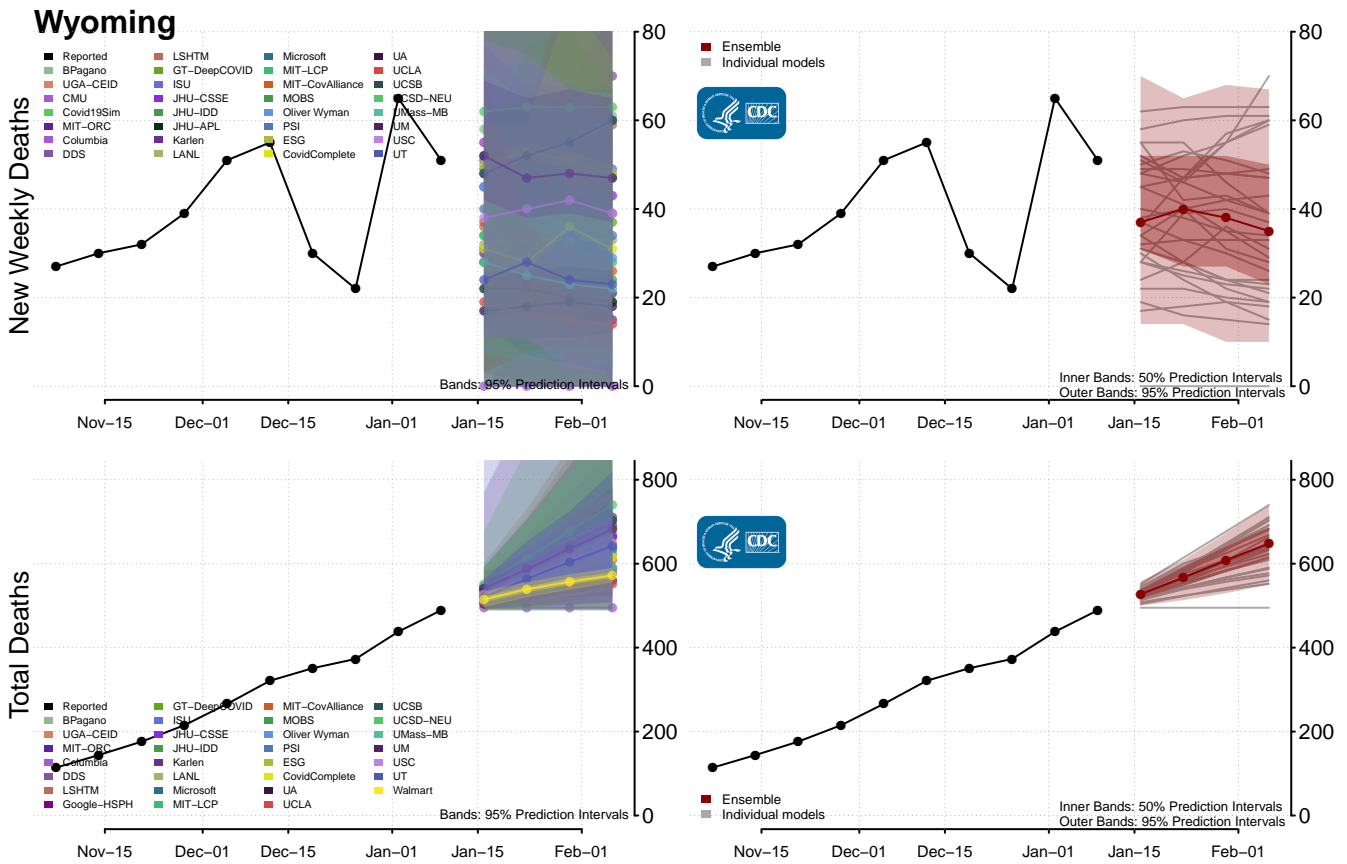 Wyoming
New Weekly Deaths
Reported LSHTM Microsoft UA
BPagano GT−DeepCOVID MIT−LCP UCLA
UGA−CEID ISU MIT−CovAlliance UCSB
CMU JHU−CSSE MOBS UCSD−NEU
Covid19Sim JHU−IDD Oliver Wyman UMass−MB
MIT−ORC JHU−APL PSI UM
Columbia Karlen ESG USC
DDS LANL CovidComplete UT
Bands: 95% Prediction Intervals
80
60
40
20
0
Nov−15 Dec−01 Dec−15 Jan−01 Jan−15 Feb−01
Ensemble
Individual models
CDC
Inner Bands: 50% Prediction Intervals
Outer Bands: 95% Prediction Intervals
80
60
40
20
0
Nov−15 Dec−01 Dec−15 Jan−01 Jan−15 Feb−01
Total Deaths
Reported GT−DeepCOVID MIT−CovAlliance UCSB
BPagano ISU MOBS UCSD−NEU
UGA−CEID JHU−CSSE Oliver Wyman UMass−MB
MIT−ORC JHU−IDD PSI UM
Columbia Karlen ESG USC
DDS LANL CovidComplete UT
LSHTM Microsoft UA Walmart
Google−HSPH MIT−LCP UCLA
Bands: 95% Prediction Intervals
800
600
400
200
0
Nov−15 Dec−01 Dec−15 Jan−01 Jan−15 Feb−01
CDC
Ensemble
Individual models
Inner Bands: 50% Prediction Intervals
Outer Bands: 95% Prediction Intervals
800
600
400
200
0
Nov−15 Dec−01 Dec−15 Jan−01 Jan−15 Feb−01